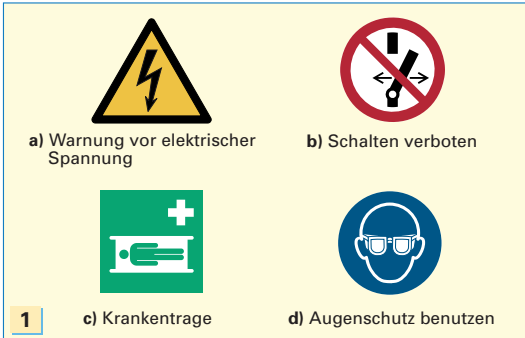 a) Warnung vor elektrischer
Spannung
b) Schalten verboten
c) Krankentrage
d) Augenschutz benutzen
1